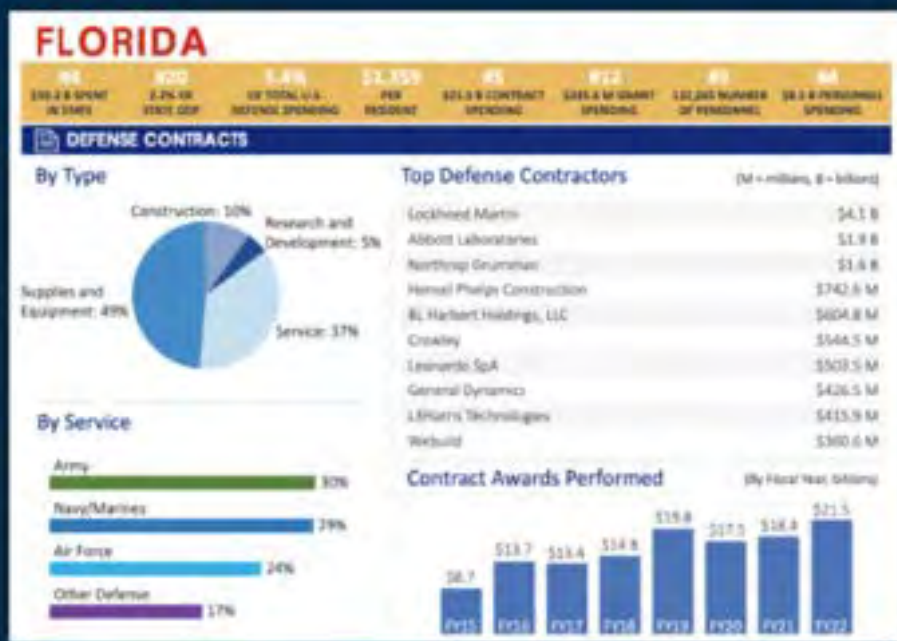 FLORIDA
#4 #20 5.4% $1,359 #5 #12 #5 #4
SPENT IN STATE
2.2% OF STATE GDP
OF TOTAL U.S. DEFENSE SPENDING
PER RESIDENT
CONTRACT SPENDING
SPENDING
NUMBER OF PERSONNEL
PERSONNEL SPENDING
DEFENSE CONTRACTS
By Type
Construction: 10%
Research and
Development: 5%
Supplies and
Equipment: 49%
Service: 37%
Top Defense Contractors (M = millions, B = billions)
Lockheed Martin $4.1 B
Abbott Laboratories $1.9 B
Northrop Grumman $1.6 B
Hensel Phelps Construction $742.6 M
BL Harbert Holdings, LLC $604.8 M
Crowley $544.5 M
Leonardo SpA $503.5 M
General Dynamics $426.5 M
L3Harris Technologies $415.9 M
Webuild $360.6 M
By Service
Army 30%
Navy/Marines 29%
Air Force 24%
Other Defense 17%
Contract Awards Performed (By Fiscal Year, billions)
$8.7 $13.7 $13.4 $14.8 $19.8 $17.5 $18.4 $21.5
FY15 FY16 FY17 FY18 FY19 FY20 FY21 FY22